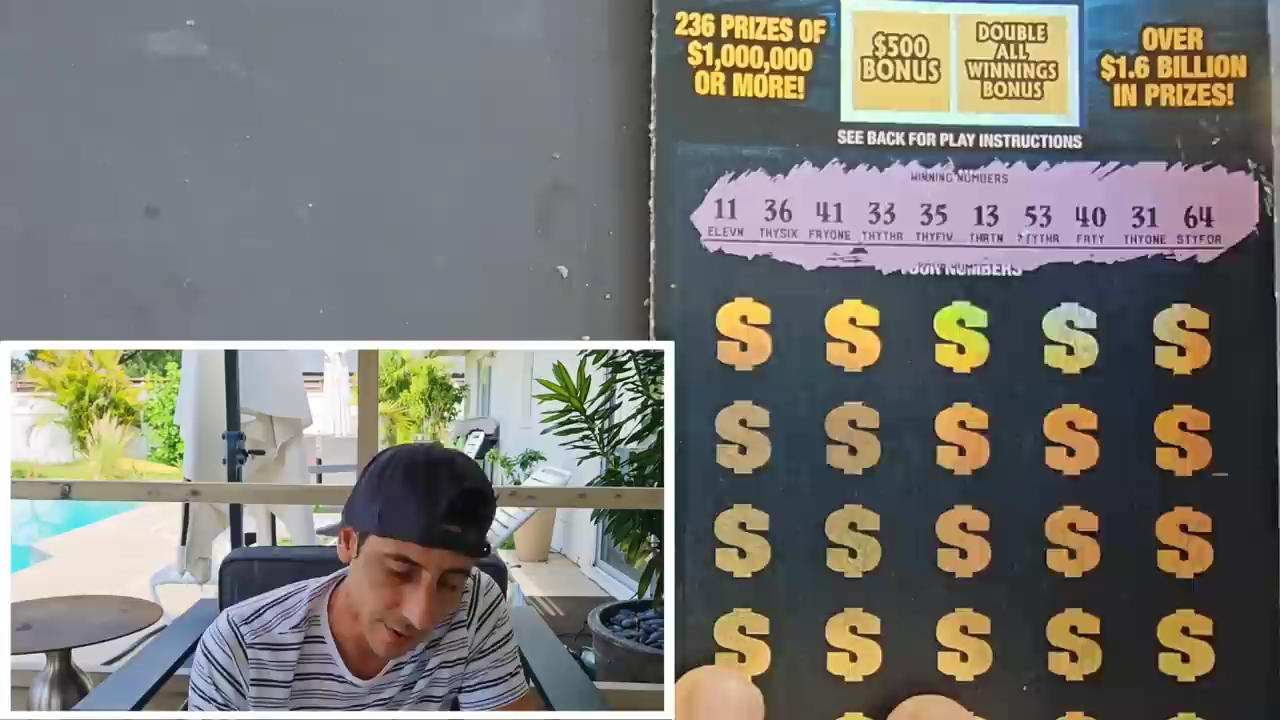 236 PRIZES OF
$1,000,000
OR MORE!
$500
BONUS
DOUBLE
ALL
WINNINGS
BONUS
OVER
$1.6 BILLION
IN PRIZES!
SEE BACK FOR PLAY INSTRUCTIONS
WINNING NUMBERS
11 36 41 33 35 13 53 40 31 64
ELEVN THYSIX FRYONE THYTHR THYFIV THRTN FTYTHR FRTY THYONE STYFOR
YOUR NUMBERS
$ $ $ $ $
$ $ $ $ $
$ $ $ $ $
$ $ $ $ $